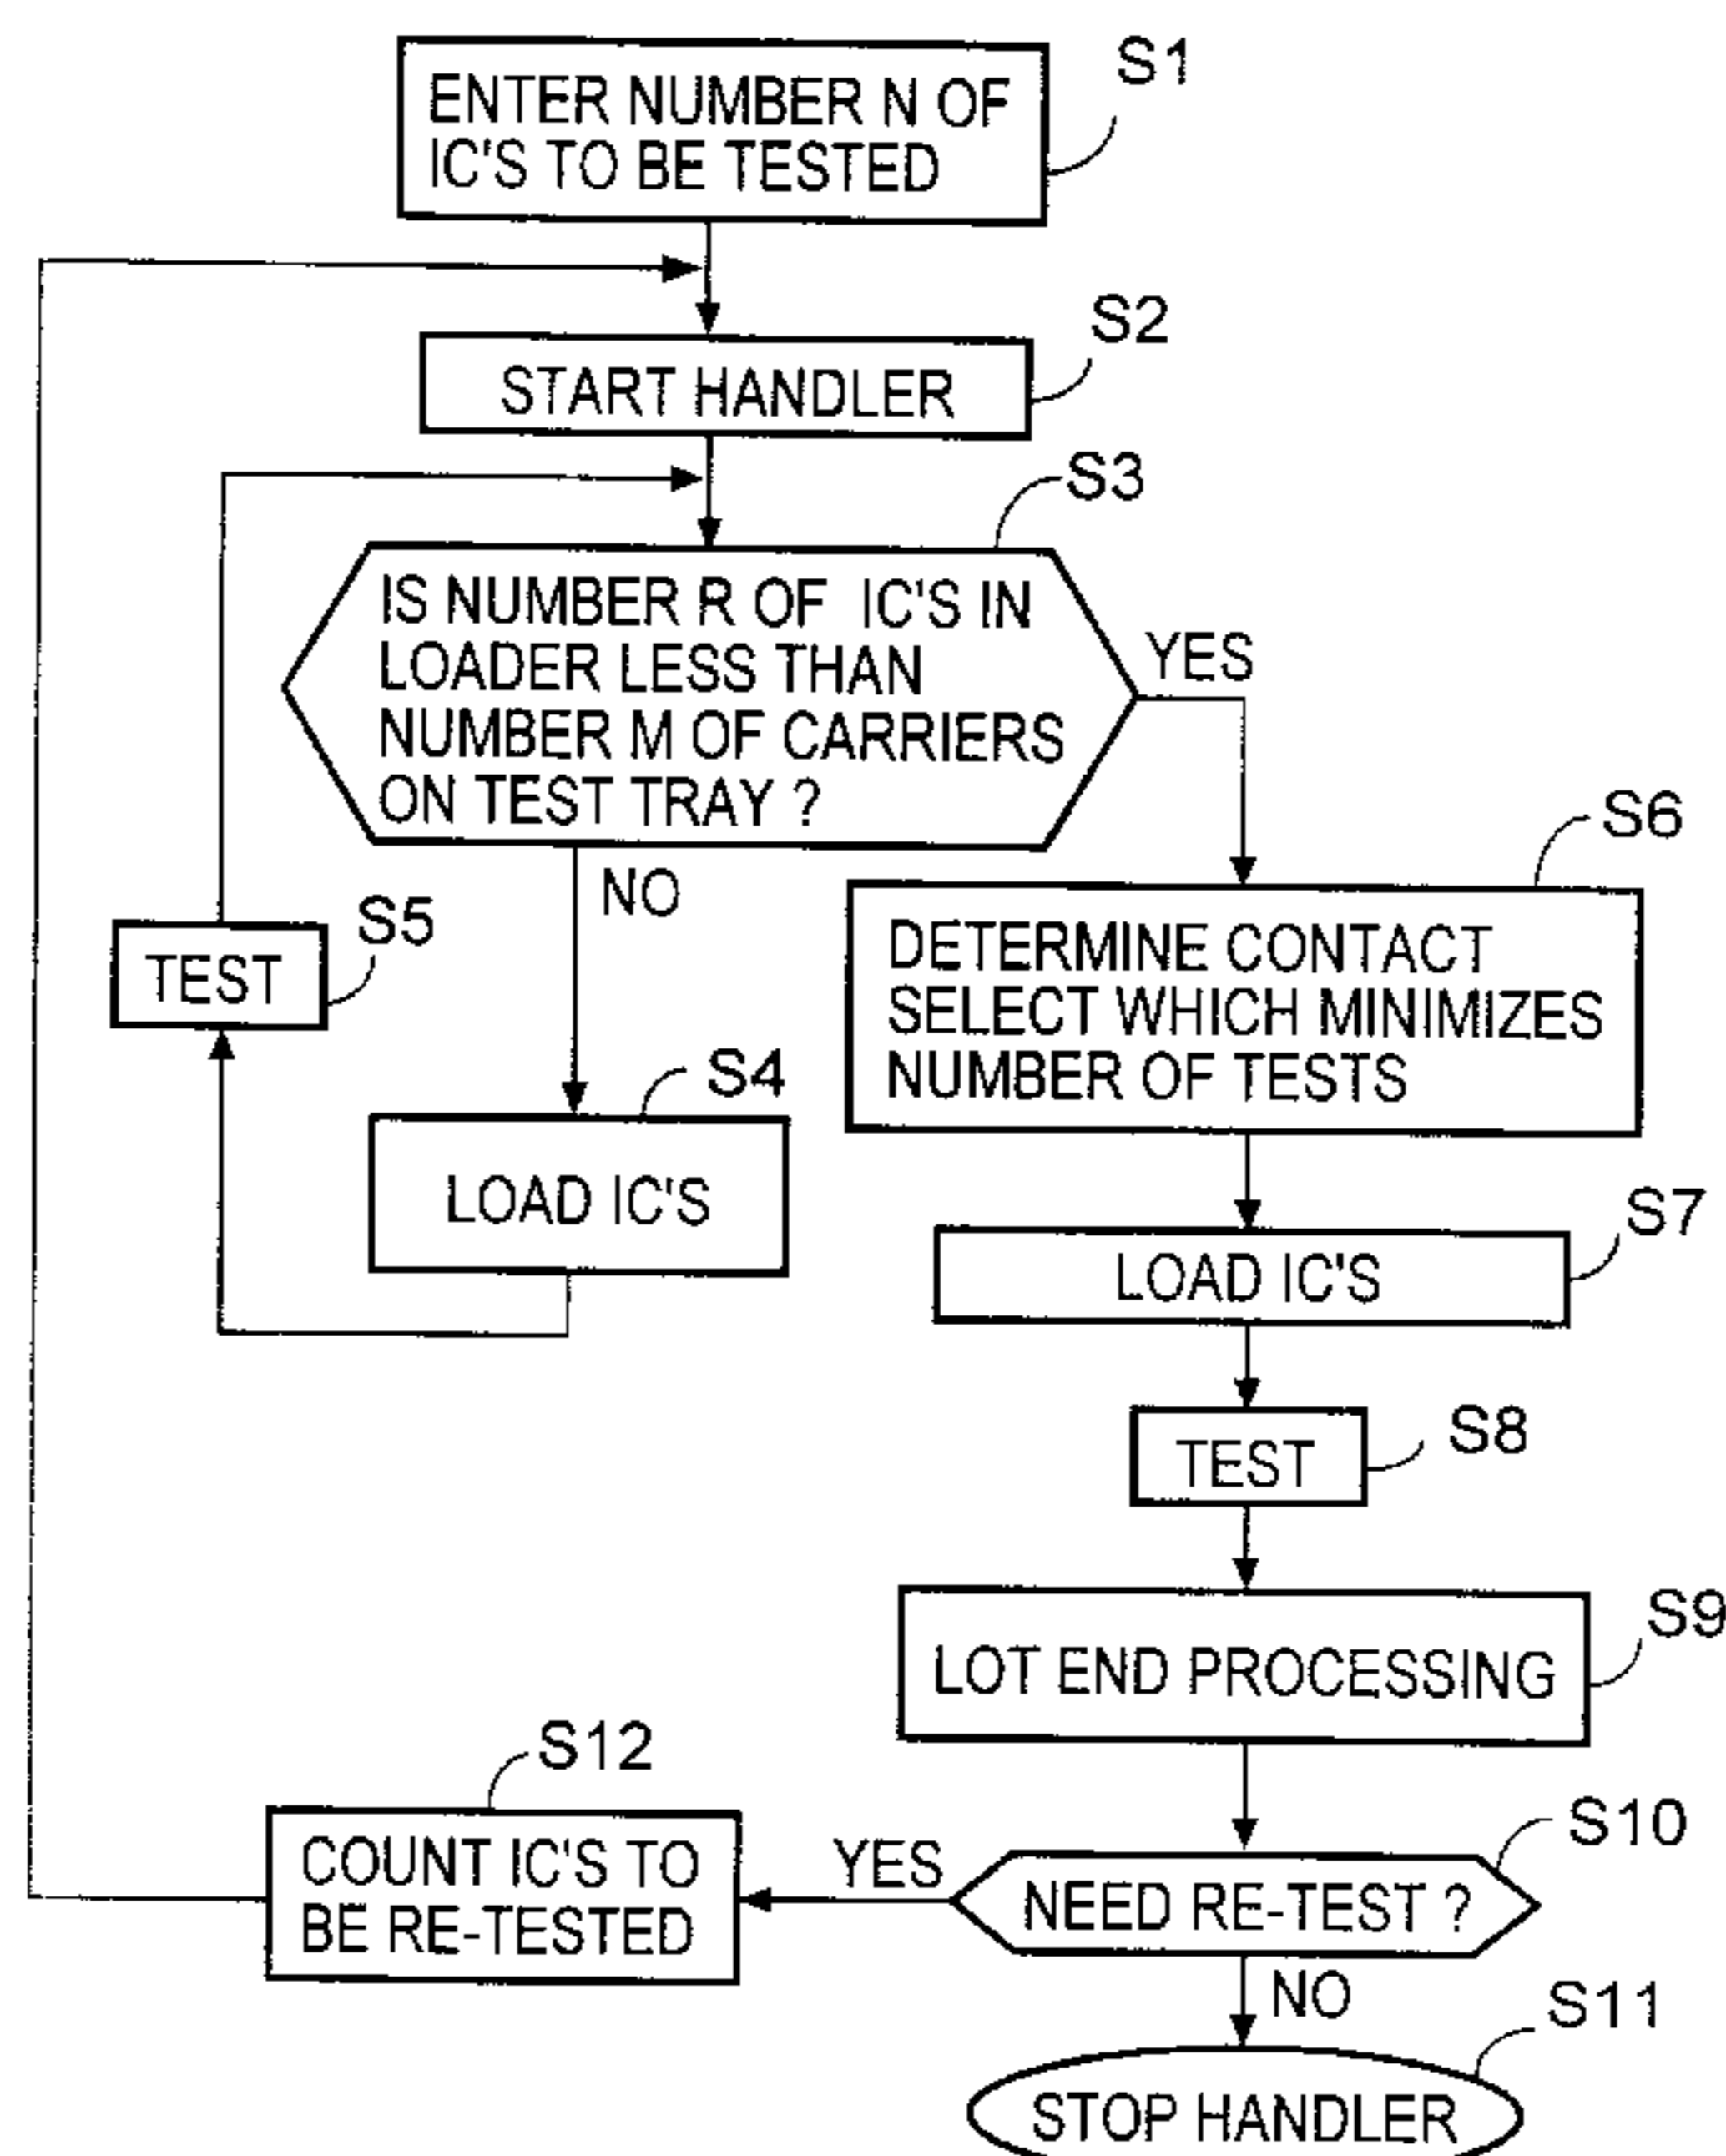 ENTER NUMBER N OF
IC'S TO BE TESTED
S1
START HANDLER
S2
IS NUMBER R OF IC'S IN
LOADER LESS THAN
NUMBER M OF CARRIERS
ON TEST TRAY ?
S3
YES
NO
LOAD IC'S
S4
TEST
S5
DETERMINE CONTACT
SELECT WHICH MINIMIZES
NUMBER OF TESTS
S6
LOAD IC'S
S7
TEST
S8
LOT END PROCESSING
S9
NEED RE-TEST ?
S10
YES
COUNT IC'S TO
BE RE-TESTED
S12
NO
STOP HANDLER
S11